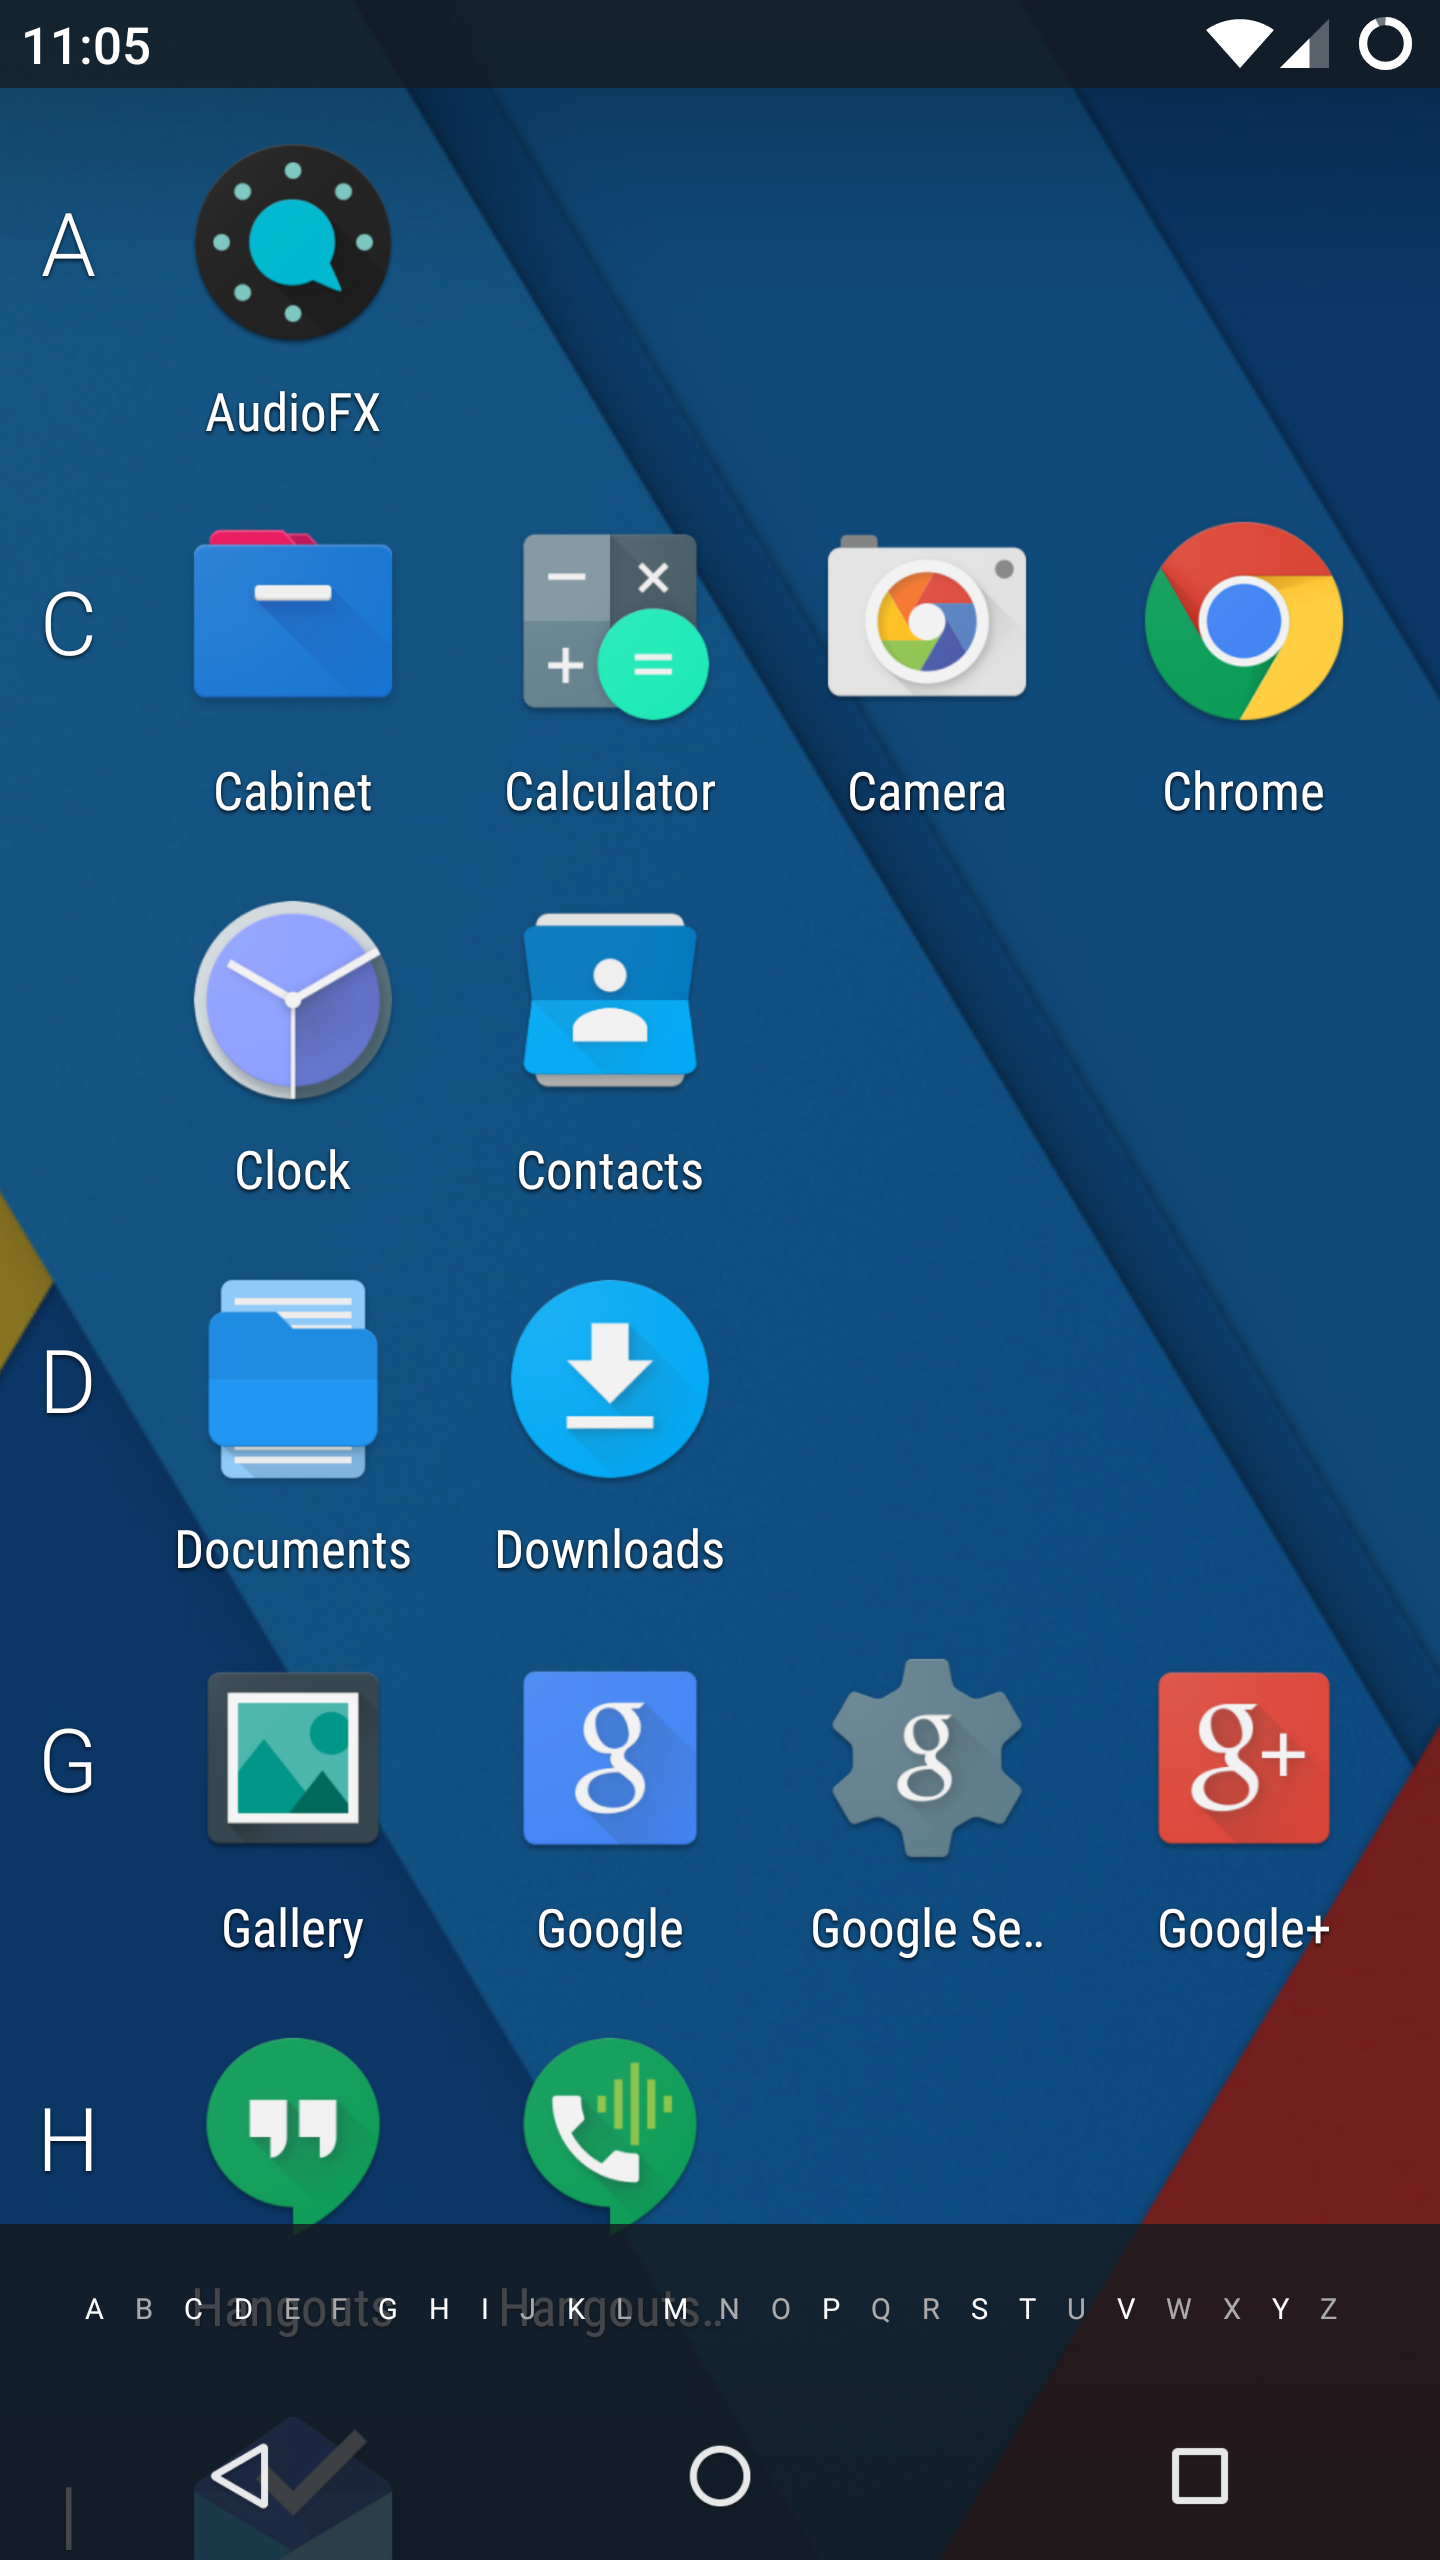 11:05
A
AudioFX
C
Cabinet Calculator Camera Chrome
Clock Contacts
D
Documents Downloads
G
g g g+
Gallery Google Google Se.. Google+
H
Hangouts Hangouts..
A B C D E F G H I J K L M N O P Q R S T U V W X Y Z
I